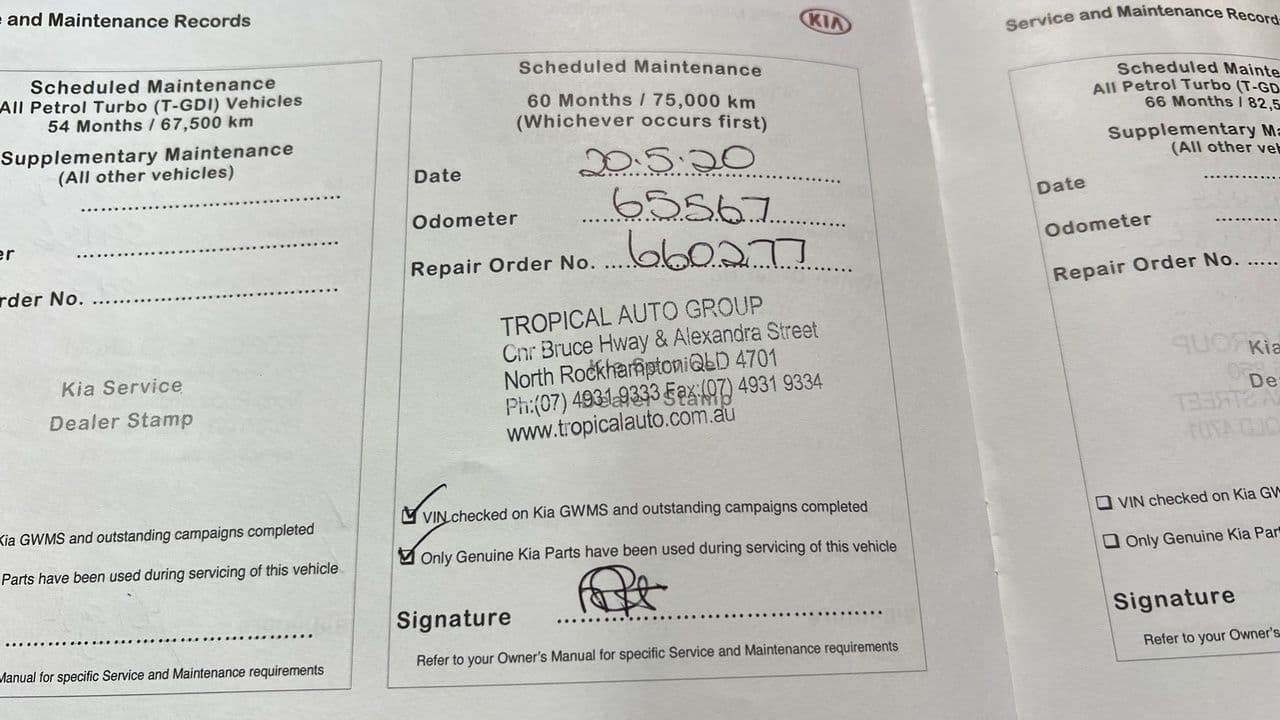 and Maintenance Records
Scheduled Maintenance
All Petrol Turbo (T-GDI) Vehicles
54 Months / 67,500 km
Supplementary Maintenance
(All other vehicles)
er
rder No.
Kia Service
Dealer Stamp
Kia GWMS and outstanding campaigns completed
Parts have been used during servicing of this vehicle
Manual for specific Service and Maintenance requirements
KIA
Scheduled Maintenance
60 Months / 75,000 km
(Whichever occurs first)
Date 20.5.20
Odometer 65567
Repair Order No. 660277
TROPICAL AUTO GROUP
Cnr Bruce Hway & Alexandra Street
North Rockhampton QLD 4701
Ph:(07) 4931 9333 Fax:(07) 4931 9334
Dealer Stamp
www.tropicalauto.com.au
VIN checked on Kia GWMS and outstanding campaigns completed
Only Genuine Kia Parts have been used during servicing of this vehicle
Signature
Refer to your Owner's Manual for specific Service and Maintenance requirements
Service and Maintenance Record
Scheduled Mainte
All Petrol Turbo (T-GD
66 Months / 82,5
Supplementary Ma
(All other veh
Date
Odometer
Repair Order No.
Kia
De
VIN checked on Kia GW
Only Genuine Kia Par
Signature
Refer to your Owner's